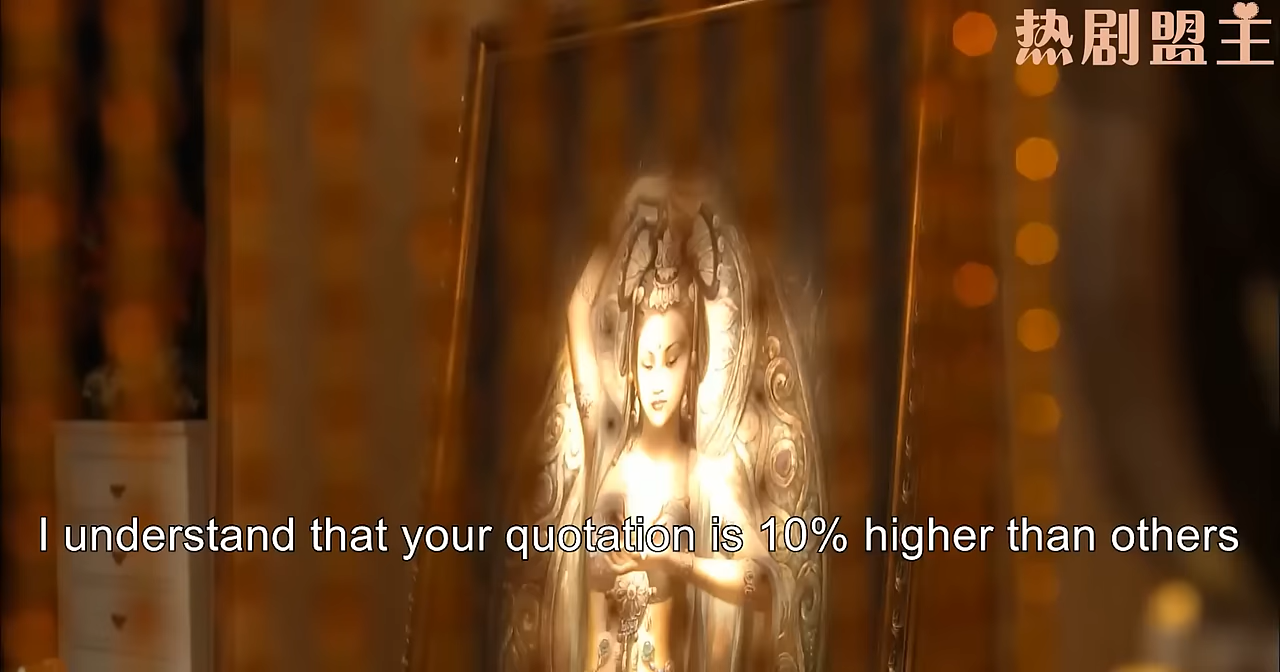 热剧盟主
I understand that your quotation is 10% higher than others